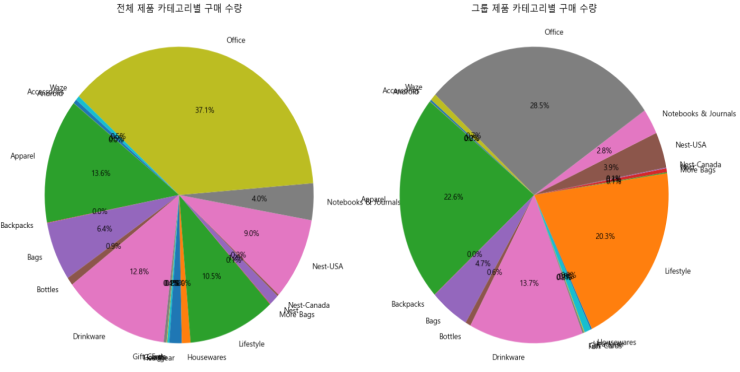 전체 제품 카테고리별 구매 수량
Office
Waze
Android
Apparel
Backpacks
Bags
Bottles
Drinkware
Housewares
Lifestyle
More Bags
Nest-Canada
Nest-USA
Notebooks & Journals
37.1%
13.6%
0.0%
6.4%
0.9%
12.8%
10.5%
9.0%
4.0%
그룹 제품 카테고리별 구매 수량
Office
Waze
Android
Apparel
Backpacks
Bags
Bottles
Drinkware
Housewares
Lifestyle
More Bags
Nest-Canada
Nest-USA
Notebooks & Journals
28.5%
22.6%
0.0%
4.7%
0.6%
13.7%
20.3%
3.9%
2.8%